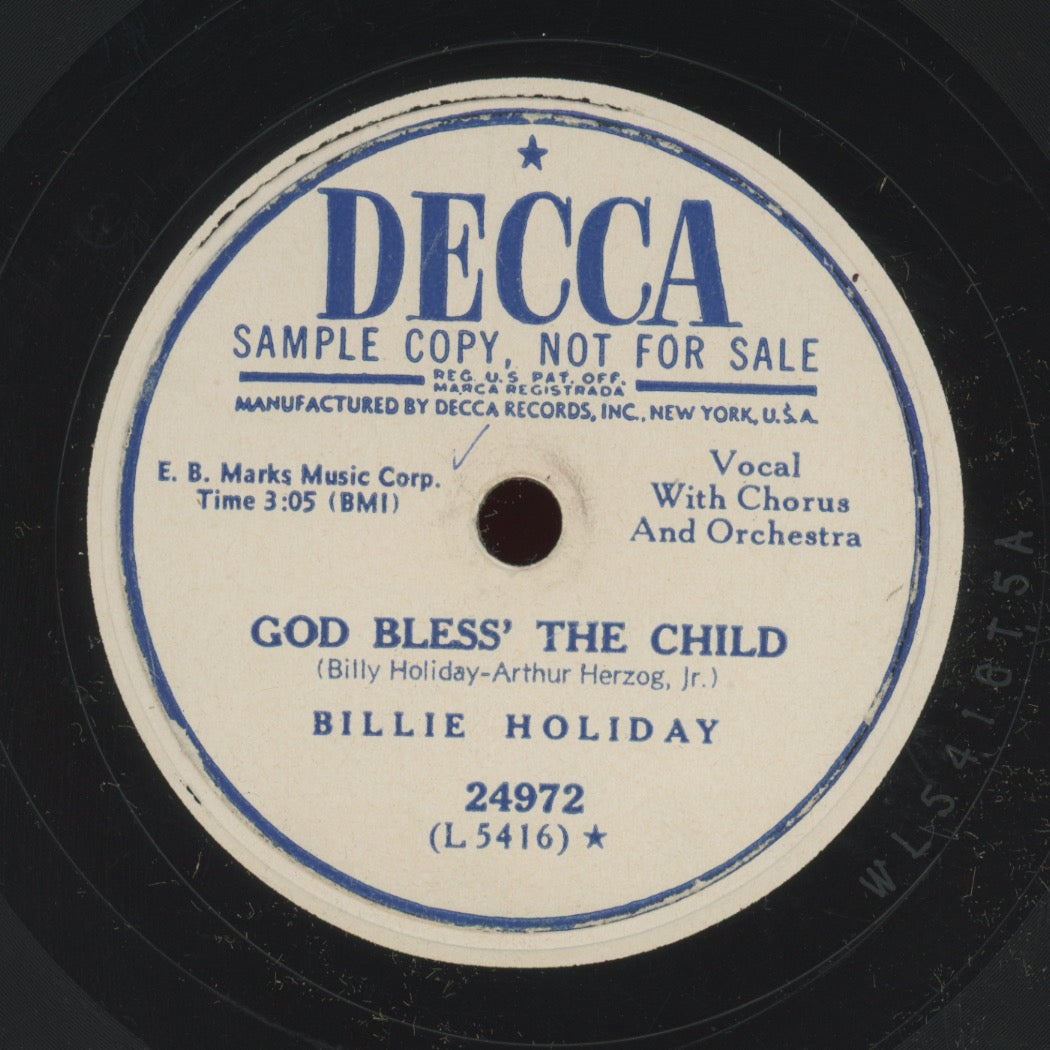 DECCA
SAMPLE COPY, NOT FOR SALE
REG. U.S. PAT. OFF.
MARCA REGISTRADA
MANUFACTURED BY DECCA RECORDS, INC., NEW YORK, U.S.A.
E. B. Marks Music Corp.
Time 3:05 (BMI)
Vocal
With Chorus
And Orchestra
GOD BLESS' THE CHILD
(Billy Holiday-Arthur Herzog, Jr.)
BILLIE HOLIDAY
24972
(L 5416) ★